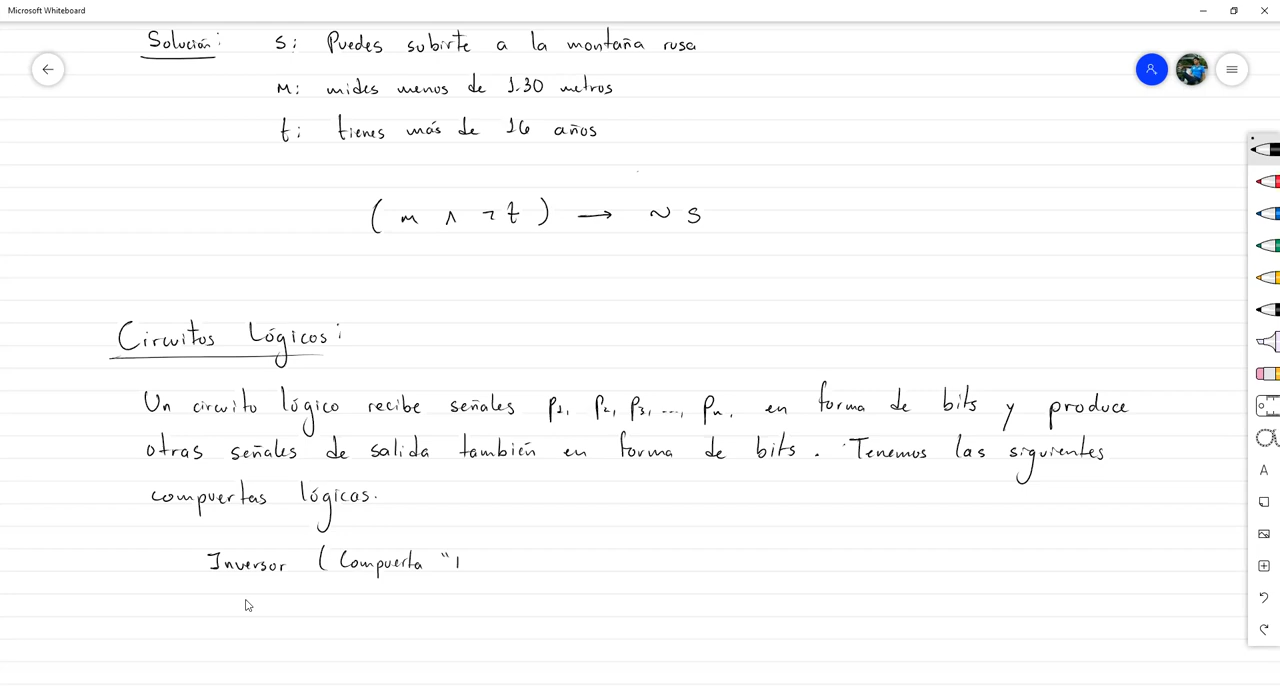 Microsoft Whiteboard
Solución: s: Puedes subirte a la montaña rusa
m: mides menos de 1.30 metros
t: tienes más de 16 años
( m ∧ ¬ t ) → ~ s
Circuitos Lógicos:
Un circuito lógico recibe señales p1, p2, p3, ..., pn, en forma de bits y produce
otras señales de salida también en forma de bits. Tenemos las siguientes
compuertas lógicas.
Inversor (Compuerta "